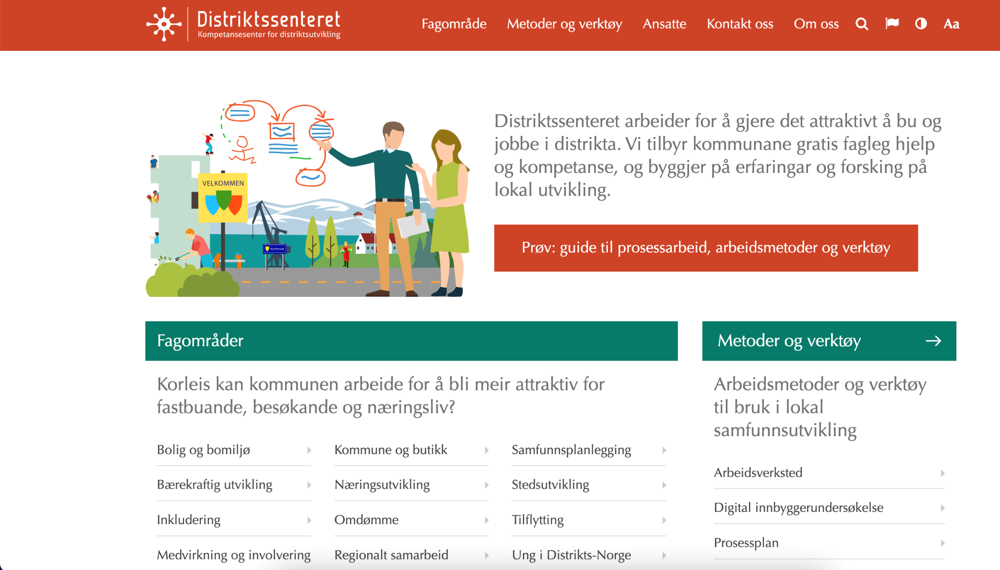 Distriktssenteret
Kompetansesenter for distriktsutvikling
Fagområde
Metoder og verktøy
Ansatte
Kontakt oss
Om oss
Aa
VELKOMMEN
Kommune
Distriktssenteret arbeider for å gjere det attraktivt å bu og
jobbe i distrikta. Vi tilbyr kommunane gratis fagleg hjelp
og kompetanse, og byggjer på erfaringar og forsking på
lokal utvikling.
Prøv: guide til prosessarbeid, arbeidsmetoder og verktøy
Fagområder
Korleis kan kommunen arbeide for å bli meir attraktiv for
fastbuande, besøkande og næringsliv?
Bolig og bomiljø
Bærekraftig utvikling
Inkludering
Medvirkning og involvering
Kommune og butikk
Næringsutvikling
Omdømme
Regionalt samarbeid
Samfunnsplanlegging
Stedsutvikling
Tilflytting
Ung i Distrikts-Norge
Metoder og verktøy
Arbeidsmetoder og verktøy
til bruk i lokal
samfunnsutvikling
Arbeidsverksted
Digital innbyggerundersøkelse
Prosessplan